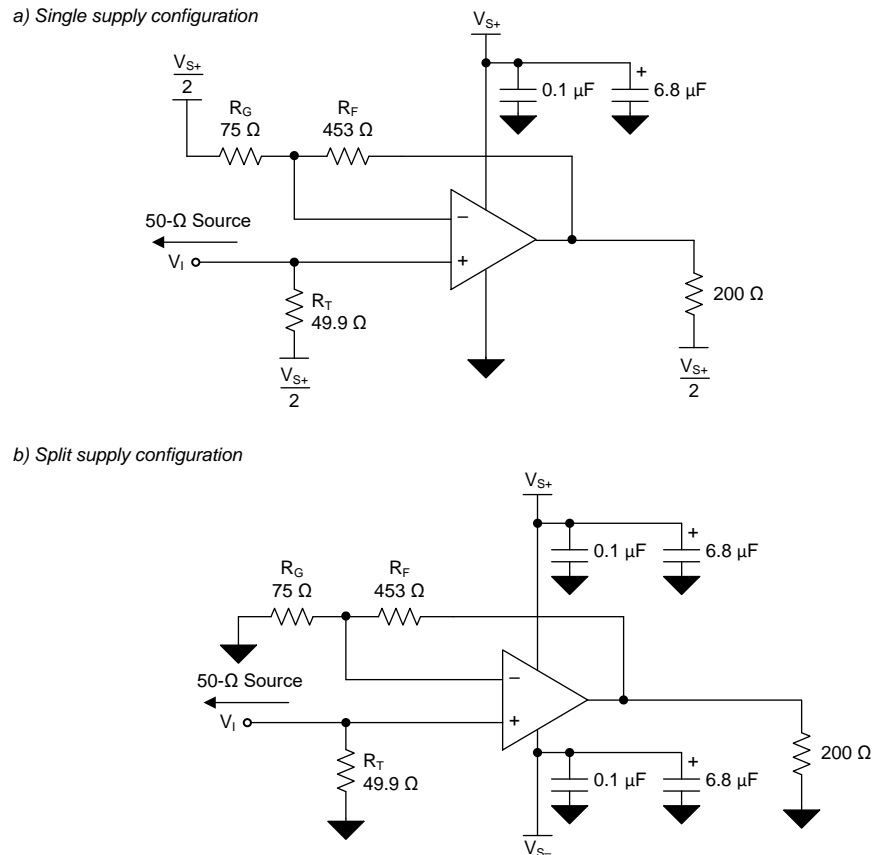 a) Single supply configuration
V_S+
V_S+
2
0.1 µF
+
6.8 µF
R_G
75 Ω
R_F
453 Ω
50-Ω Source
V_I
−
+
R_T
49.9 Ω
V_S+
2
200 Ω
V_S+
2
b) Split supply configuration
V_S+
0.1 µF
+
6.8 µF
R_G
75 Ω
R_F
453 Ω
50-Ω Source
V_I
−
+
R_T
49.9 Ω
0.1 µF
+
6.8 µF
200 Ω
V_S−